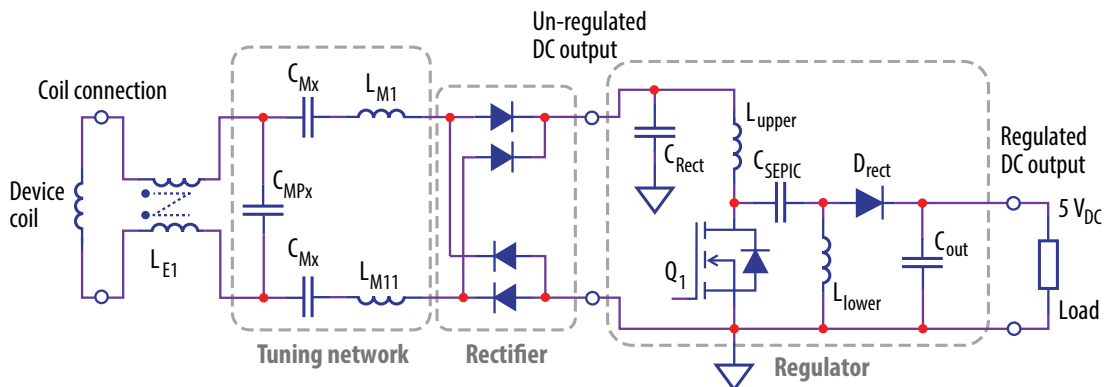 Un-regulated
DC output
Coil connection
C_Mx
L_M1
L_upper
Regulated
DC output
C_Rect
C_SEPIC
D_rect
Device
coil
C_MPx
5 V_DC
C_Mx
L_M11
L_E1
Q_1
L_lower
C_out
Load
Tuning network
Rectifier
Regulator